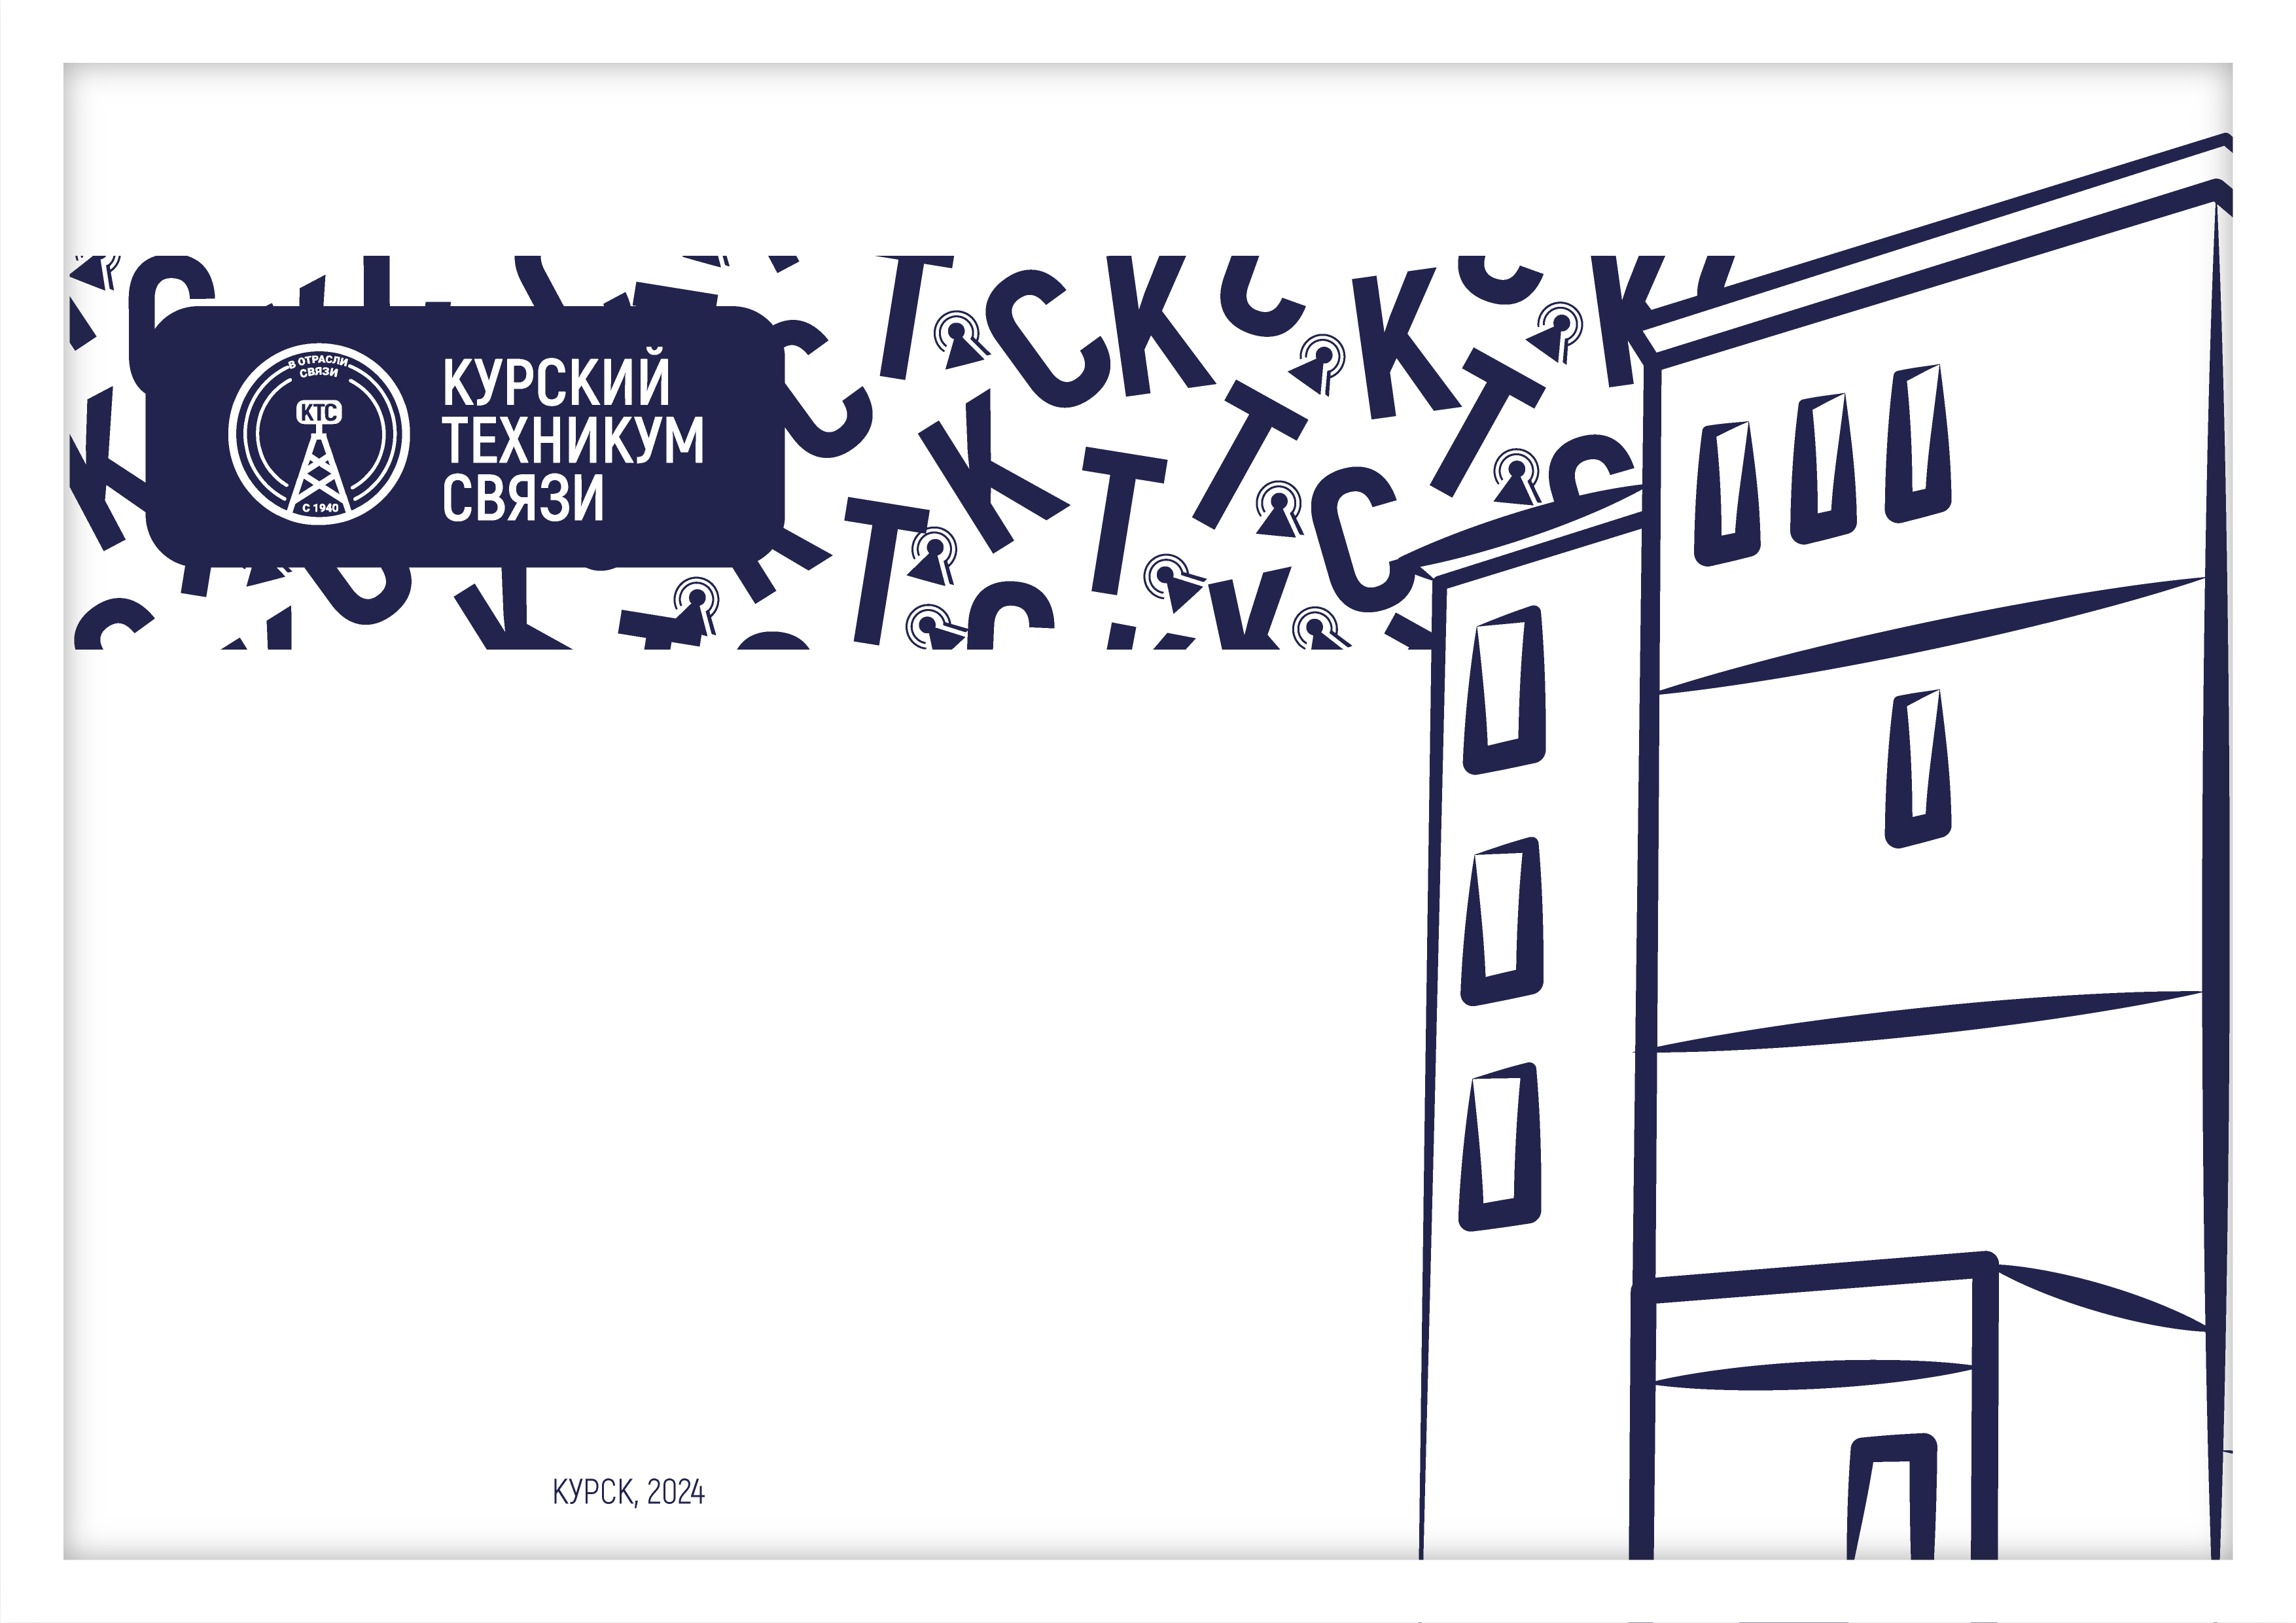 В ОТРАСЛИ
СВЯЗИ
КТС
С 1940
КУРСКИЙ
ТЕХНИКУМ
СВЯЗИ
КУРСК, 2024